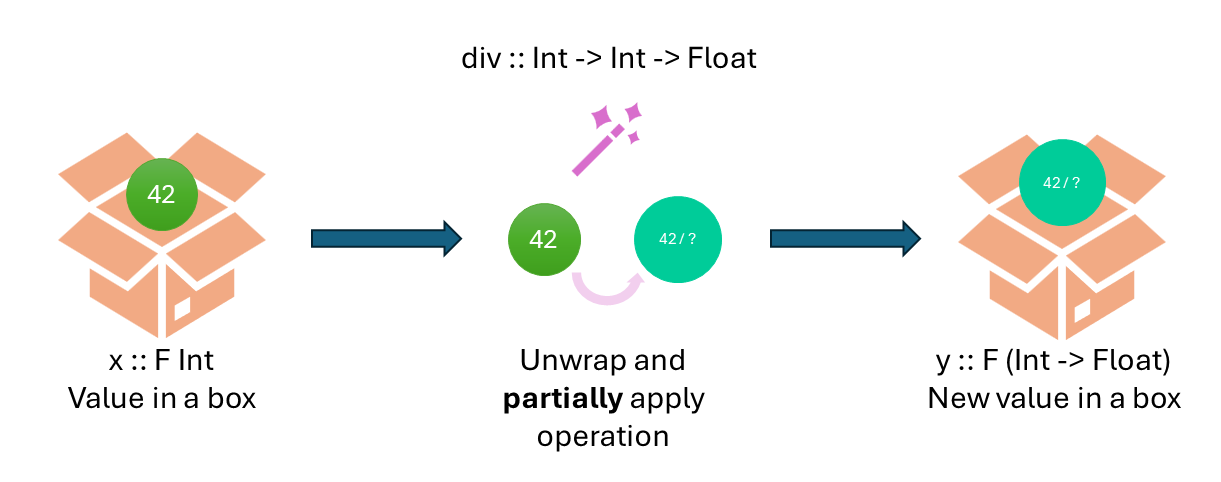 div :: Int -> Int -> Float
42
42
42 / ?
42 / ?
x :: F Int
Value in a box
Unwrap and
partially apply
operation
y :: F (Int -> Float)
New value in a box